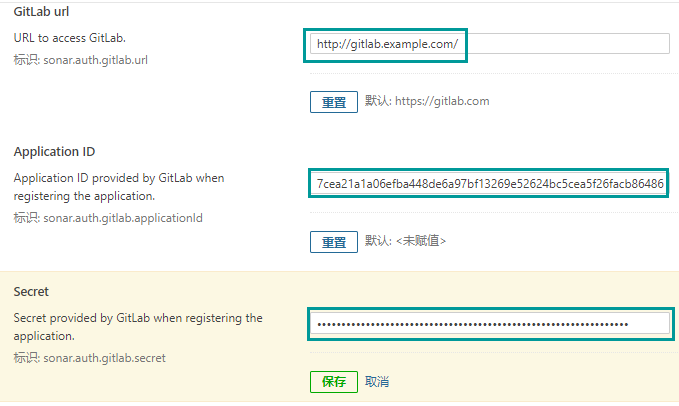 GitLab url
URL to access GitLab.
http://gitlab.example.com/
标识: sonar.auth.gitlab.url
重置 默认: https://gitlab.com
Application ID
Application ID provided by GitLab when
registering the application.
7cea21a1a06efba448de6a97bf13269e52624bc5cea5f26facb86486
标识: sonar.auth.gitlab.applicationId
重置 默认: <未赋值>
Secret
Secret provided by GitLab when registering the
application.
标识: sonar.auth.gitlab.secret
保存 取消